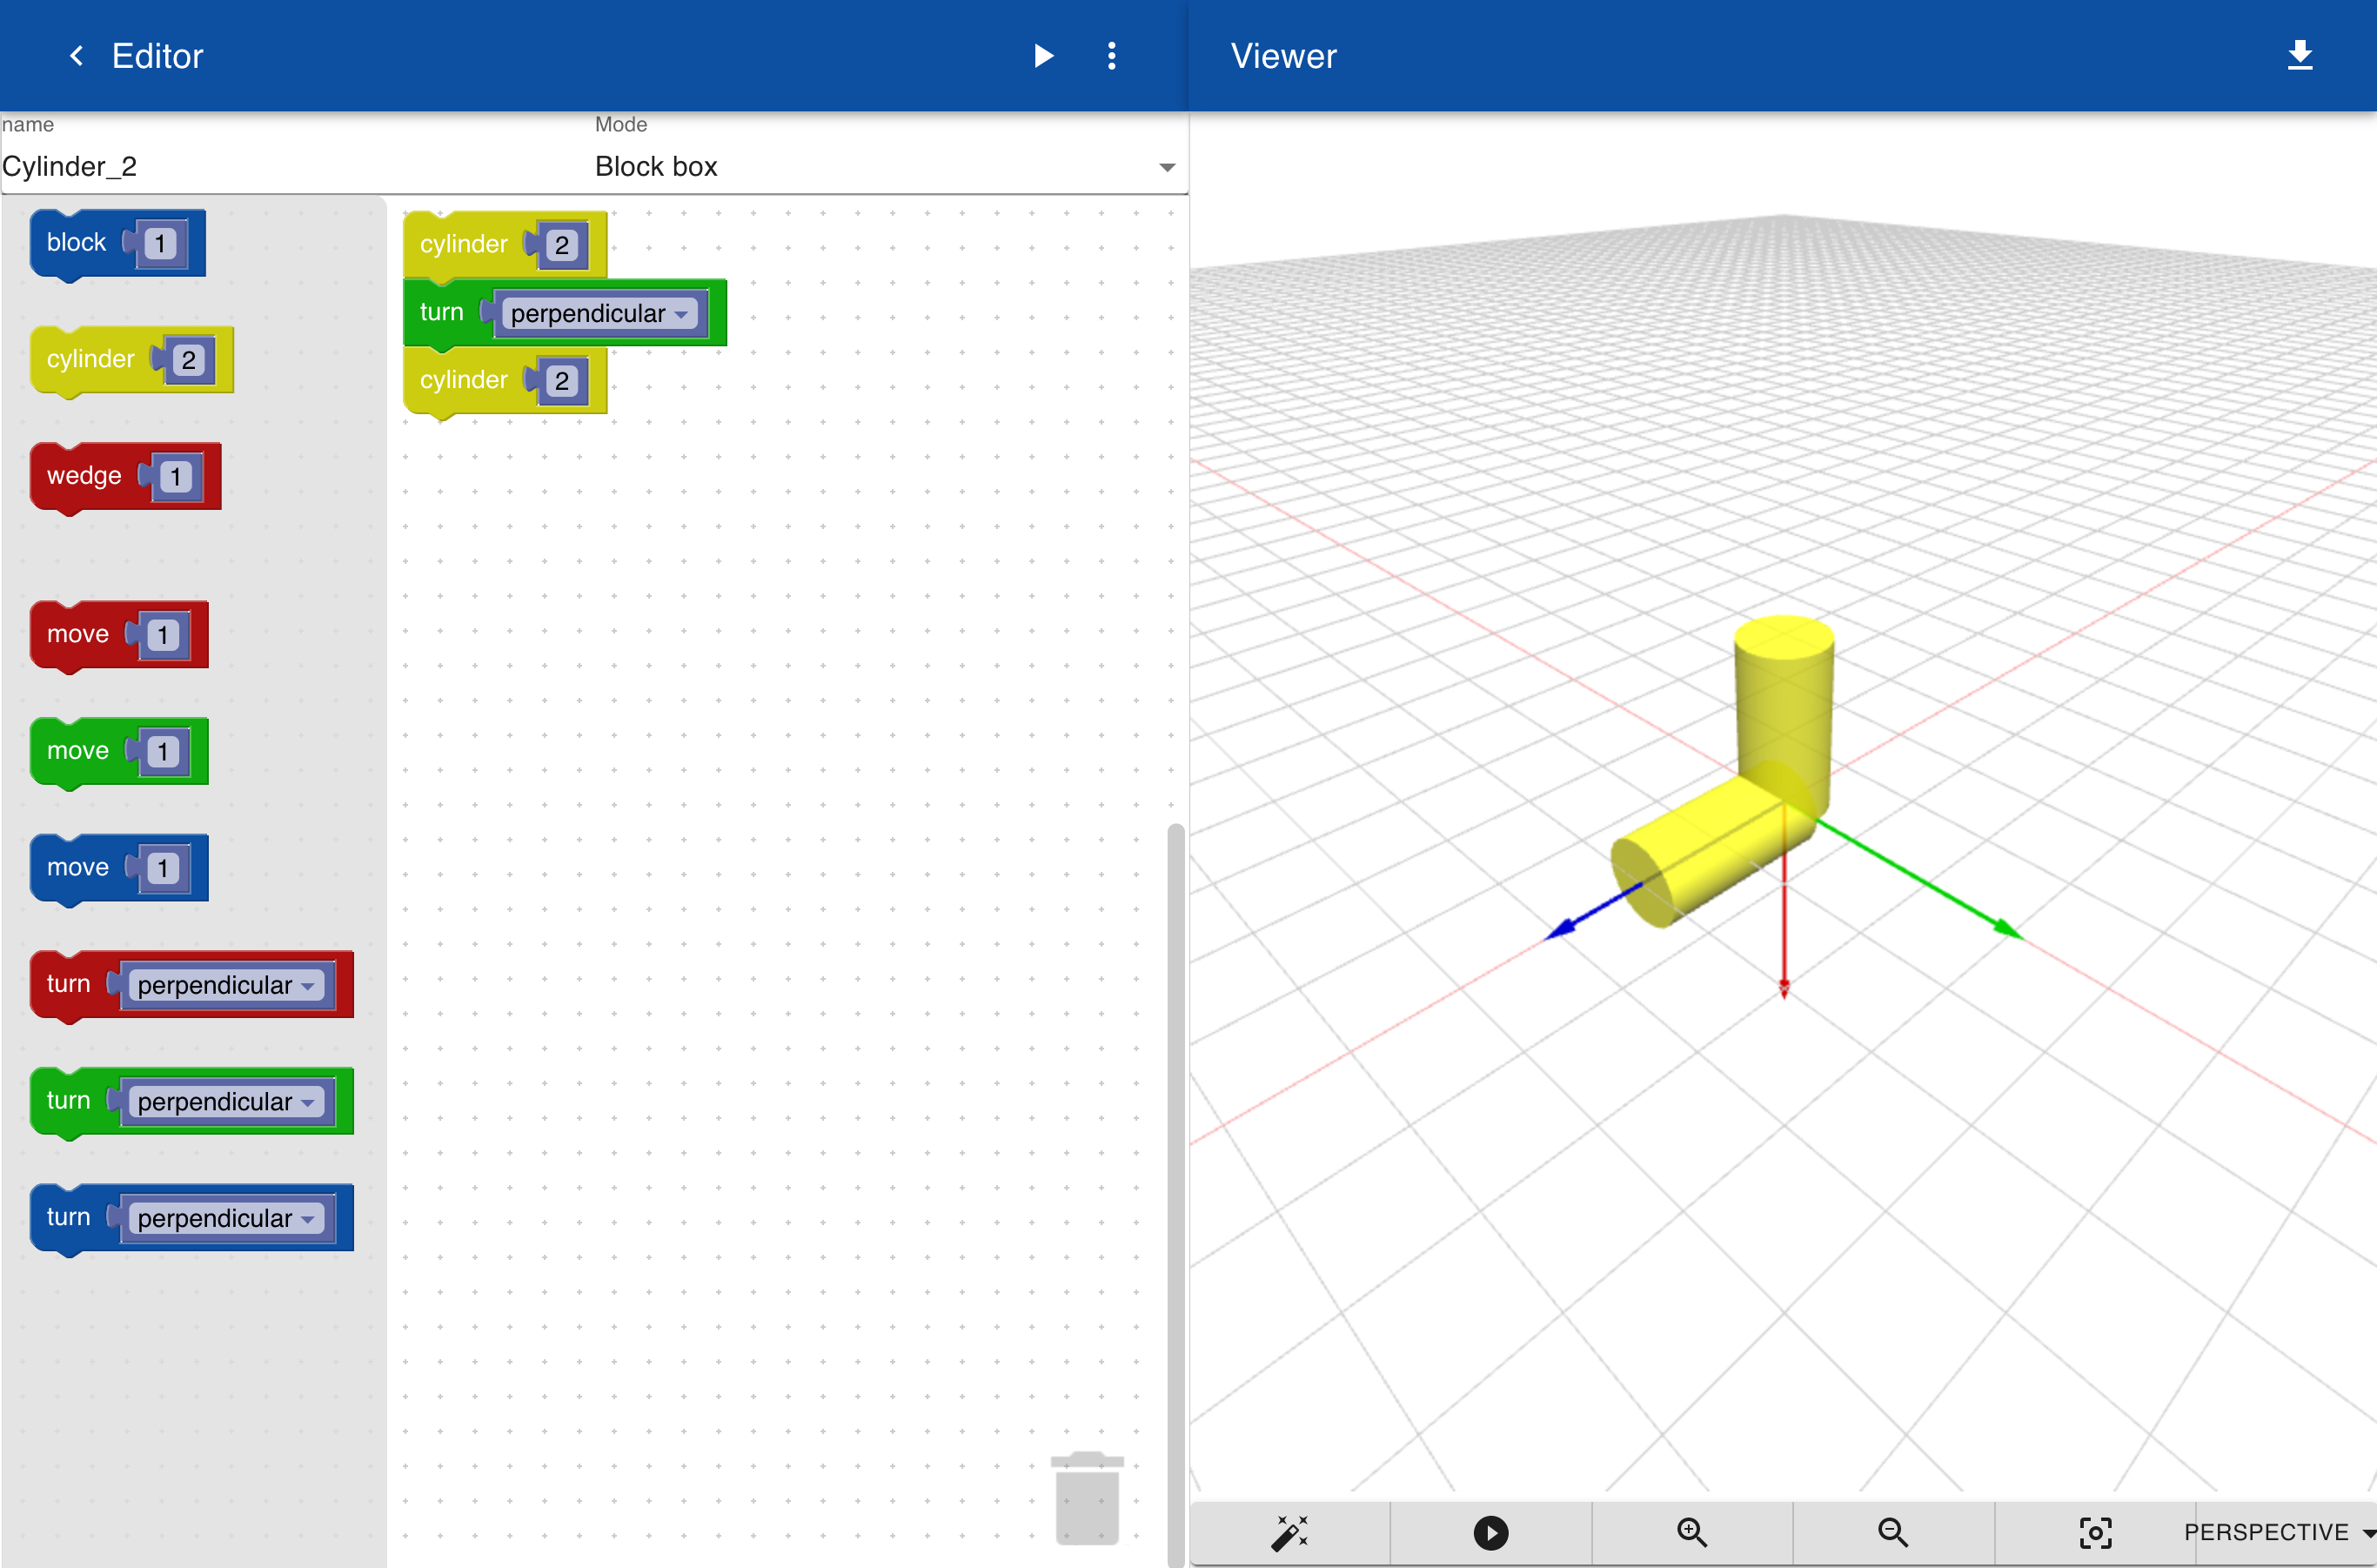 Editor
Viewer
name
Mode
Cylinder_2
Block box
block 1
cylinder 2
wedge 1
move 1
move 1
move 1
turn perpendicular
turn perpendicular
turn perpendicular
cylinder 2
turn perpendicular
cylinder 2
PERSPECTIVE